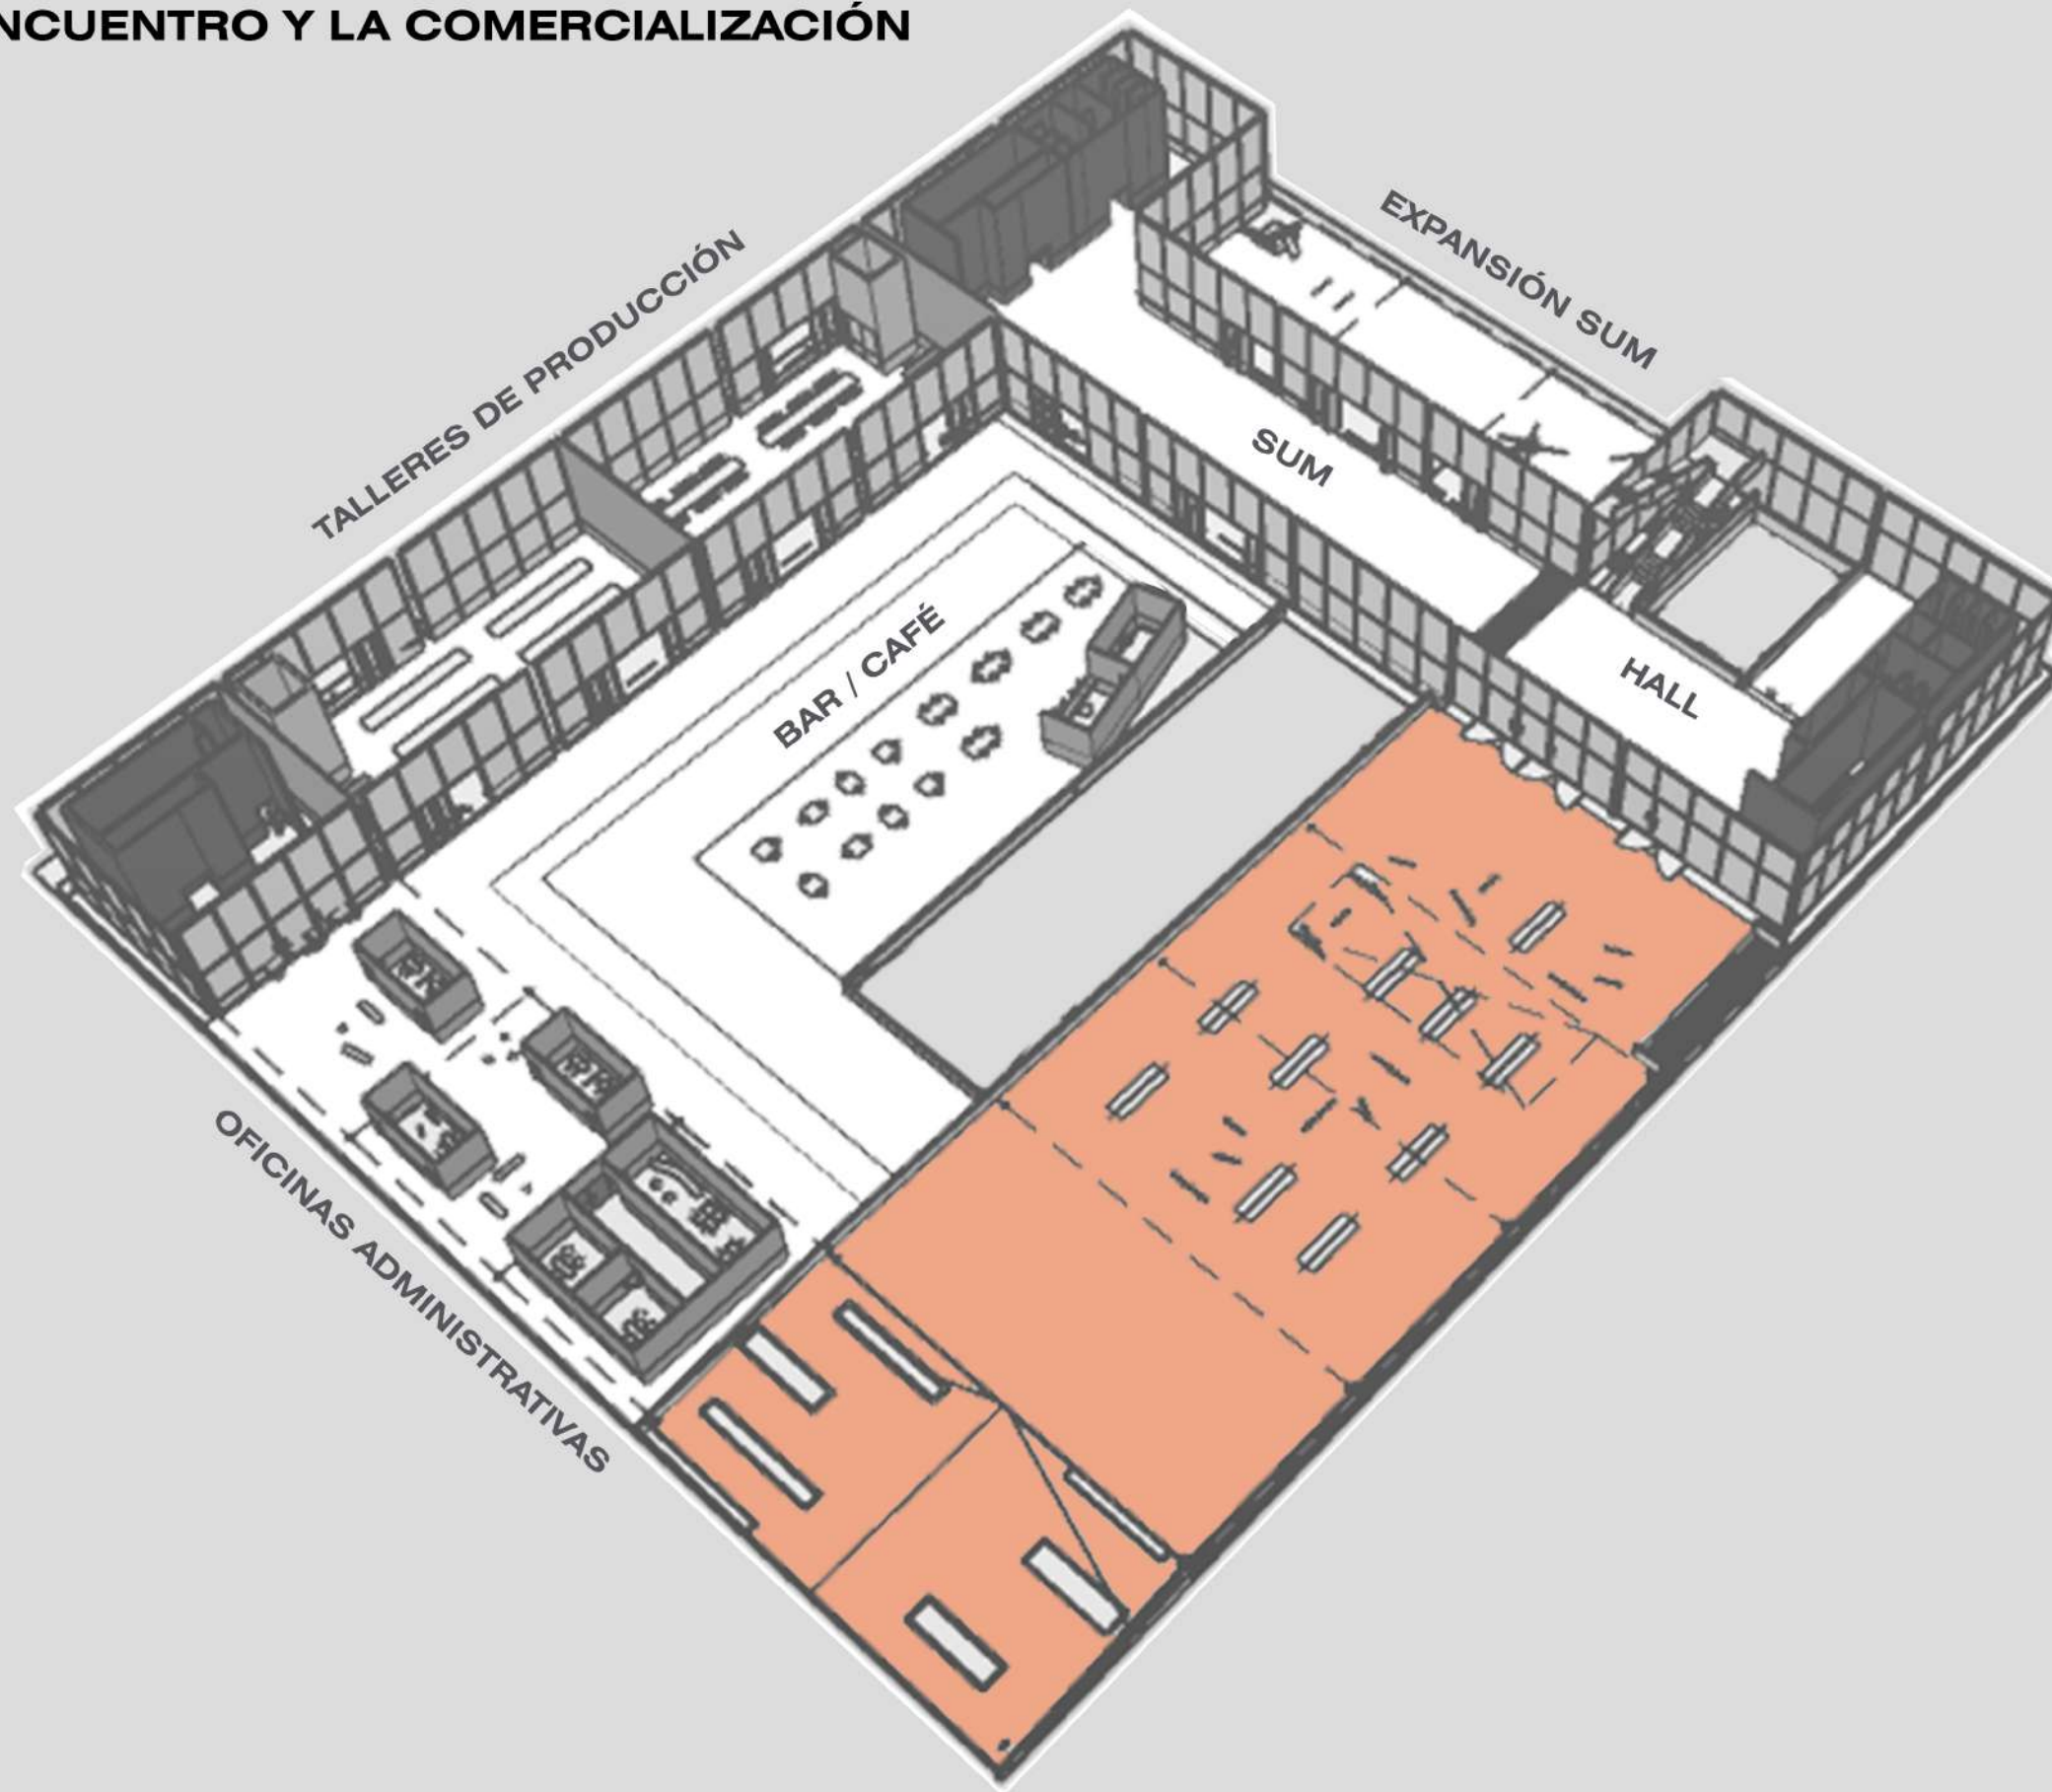 NCUENTRO Y LA COMERCIALIZACIÓN
EXPANSIÓN SUM
TALLERES DE PRODUCCIÓN
SUM
BAR / CAFÉ
HALL
OFICINAS ADMINISTRATIVAS